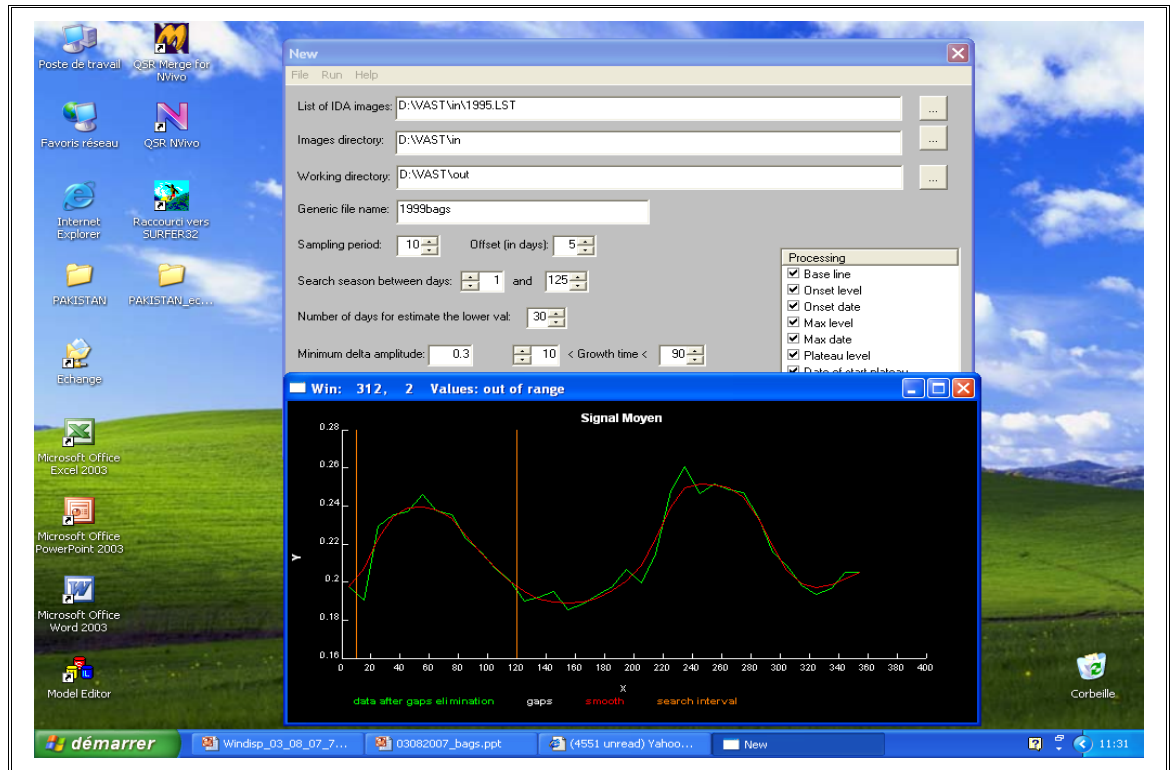 Poste de travail
QSR Merge for NVivo
Favoris réseau
QSR NVivo
Internet Explorer
Raccourci vers SURFER32
PAKISTAN
PAKISTAN_ec...
Echange
Microsoft Office Excel 2003
Microsoft Office PowerPoint 2003
Microsoft Office Word 2003
Model Editor
Corbeille
New
File Run Help
List of IDA images: D:\VAST\in\1995.LST ...
Images directory: D:\VAST\in ...
Working directory: D:\VAST\out ...
Generic file name: 1999bags
Sampling period: 10 Offset (in days): 5
Search season between days: 1 and 125
Number of days for estimate the lower val: 30
Minimum delta amplitude: 0.3 10 < Growth time < 90
Processing
Base line
Onset level
Onset date
Max level
Max date
Plateau level
Date of start plateau
Win: 312, 2 Values: out of range
Signal Moyen
0.28
0.26
0.24
0.22
0.2
0.18
0.16
Y
0 20 40 60 80 100 120 140 160 180 200 220 240 260 280 300 320 340 360 380 400
X
data after gaps elimination gaps smooth search interval
démarrer
Windisp_03_08_07_7...
03082007_bags.ppt
(4551 unread) Yahoo...
New
11:31